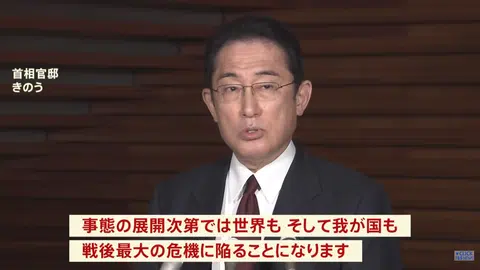 首相官邸
きのう
事態の展開次第では世界も そして我が国も
戦後最大の危機に陥ることになります